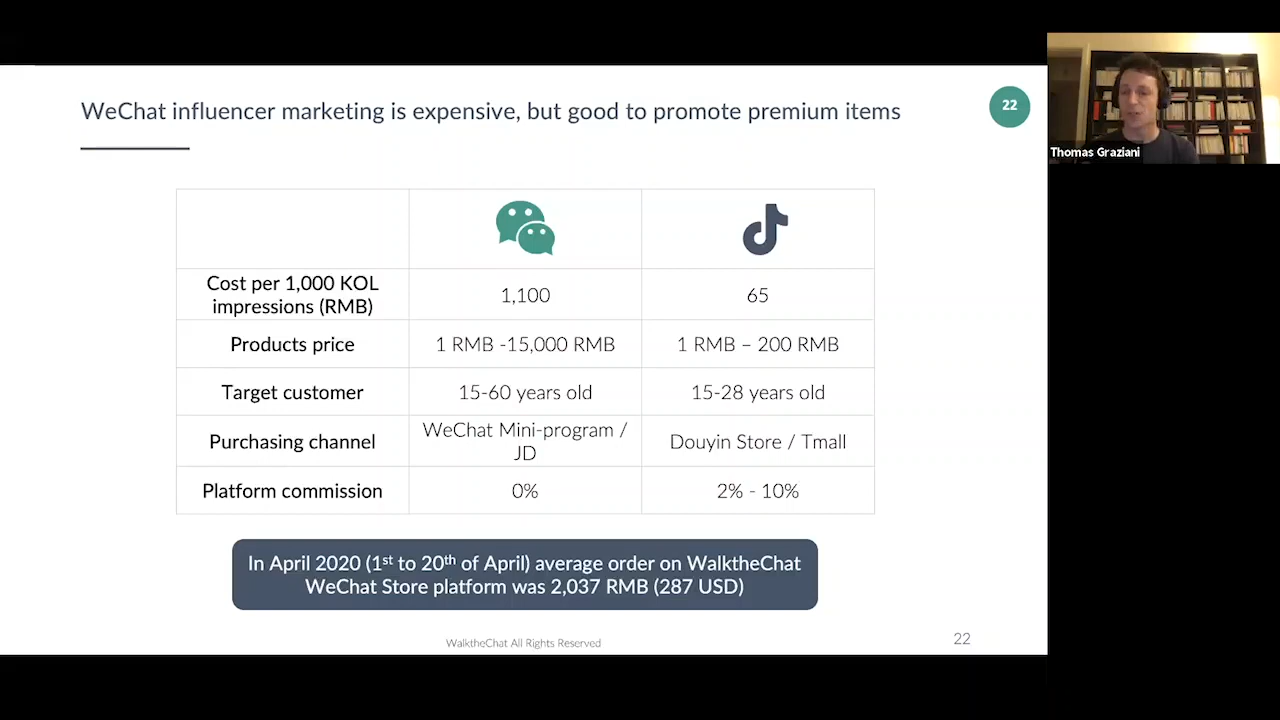 WeChat influencer marketing is expensive, but good to promote premium items
22
Thomas Graziani
Cost per 1,000 KOL
impressions (RMB)
1,100
65
Products price
1 RMB -15,000 RMB
1 RMB – 200 RMB
Target customer
15-60 years old
15-28 years old
Purchasing channel
WeChat Mini-program /
JD
Douyin Store / Tmall
Platform commission
0%
2% - 10%
In April 2020 (1st to 20th of April) average order on WalktheChat
WeChat Store platform was 2,037 RMB (287 USD)
WalktheChat All Rights Reserved
22